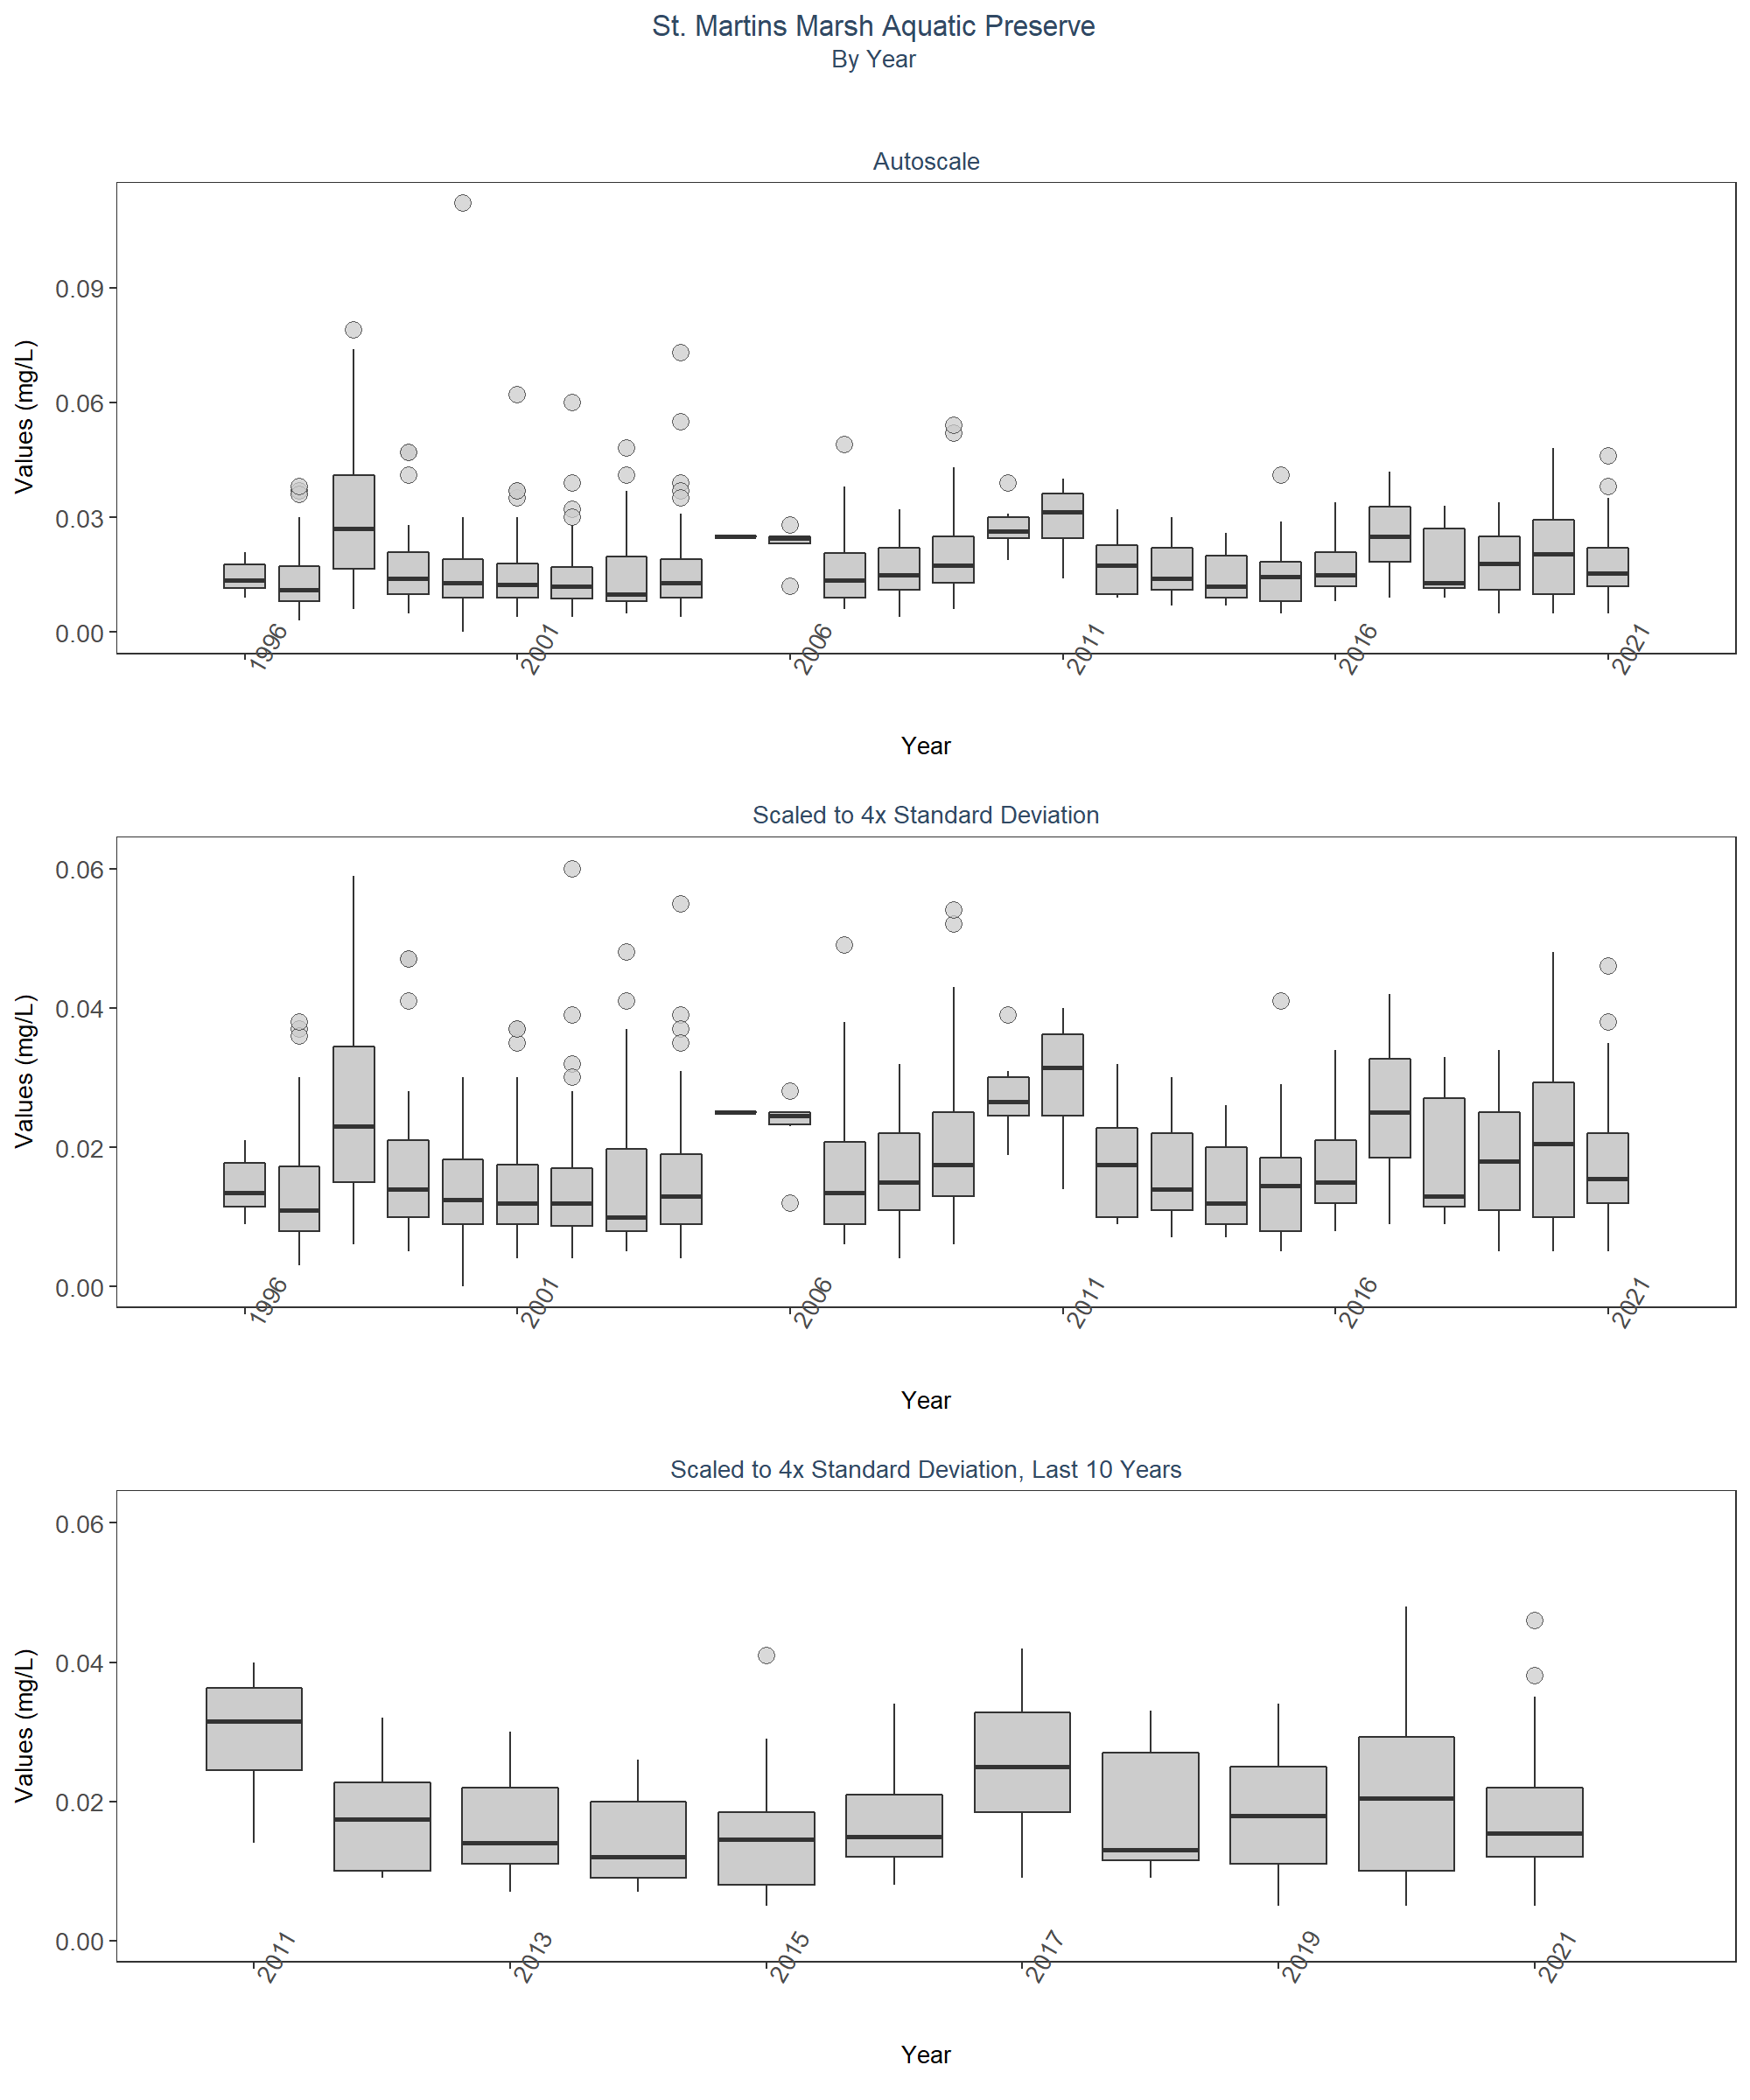 St. Martins Marsh Aquatic Preserve
By Year
Autoscale
Values (mg/L)
0.09
0.06
0.03
0.00
1996
2001
2006
2011
2016
2021
Year
Scaled to 4x Standard Deviation
Values (mg/L)
0.06
0.04
0.02
0.00
1996
2001
2006
2011
2016
2021
Year
Scaled to 4x Standard Deviation, Last 10 Years
Values (mg/L)
0.06
0.04
0.02
0.00
2011
2013
2015
2017
2019
2021
Year